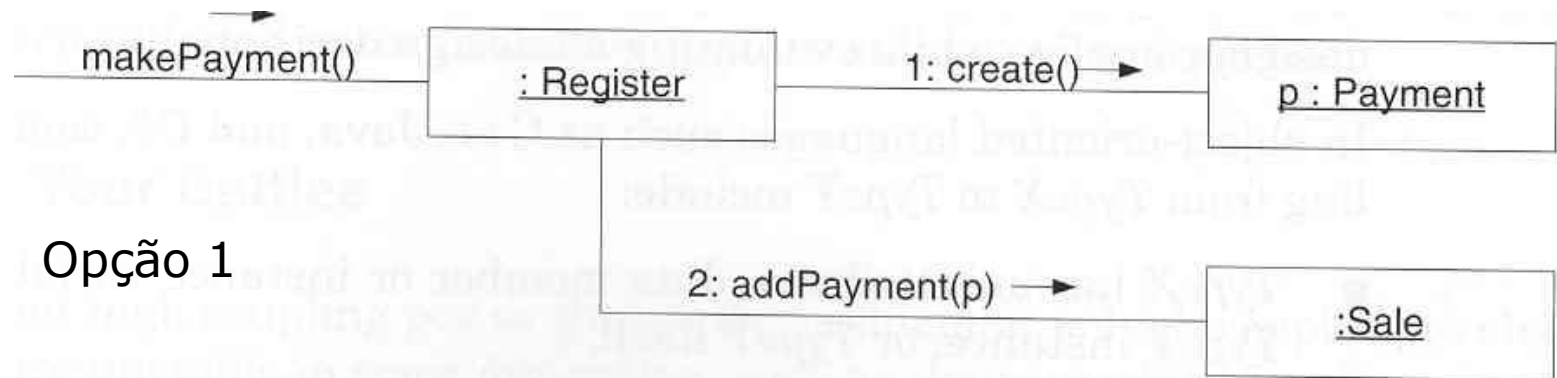 makePayment()
: Register
1: create()
p : Payment
Opção 1
2: addPayment(p)
:Sale